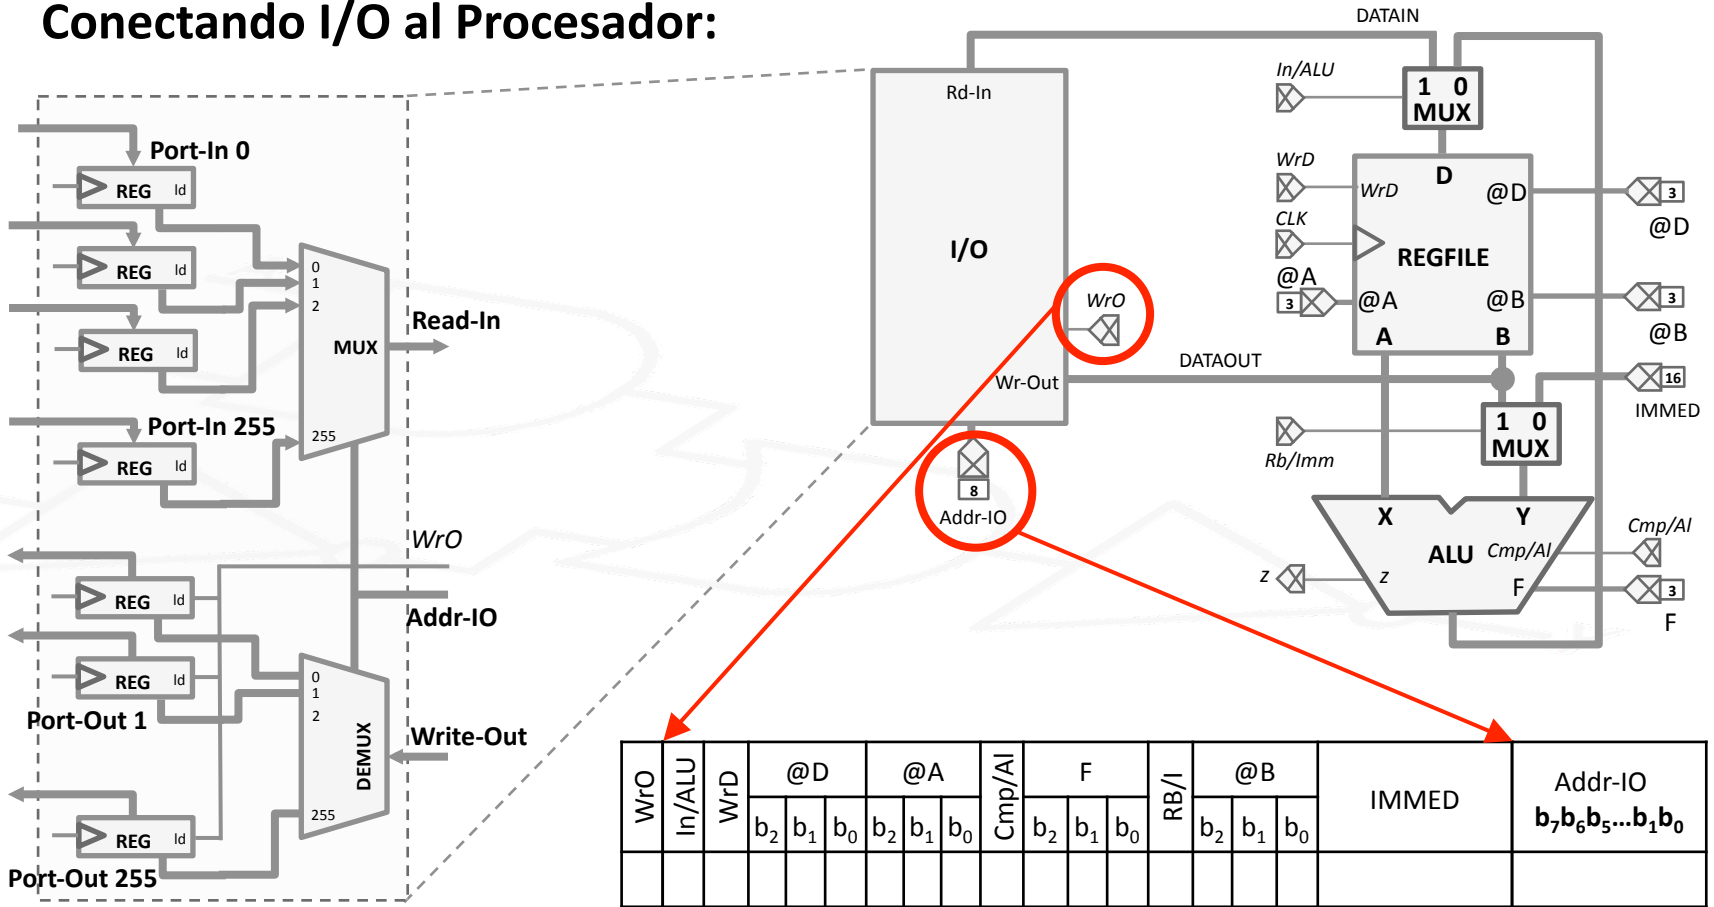 Conectando I/O al Procesador:
Port-In 0
REG ld
REG ld
REG ld
Port-In 255
REG ld
0
1
2
255
MUX
Read-In
WrO
Addr-IO
REG ld
REG ld
Port-Out 1
REG ld
Port-Out 255
0
1
2
255
DEMUX
Write-Out
Rd-In
I/O
WrO
Wr-Out
8
Addr-IO
DATAIN
DATAOUT
In/ALU
1 0
MUX
WrD
CLK
@A
3
D
WrD
@D
REGFILE
@A
@B
A
B
3
@D
3
@B
16
IMMED
1 0
MUX
Rb/Imm
X
Y
ALU
Cmp/Al
z
F
z
Cmp/Al
3
F
WrO In/ALU WrD @D @A Cmp/Al F RB/I @B IMMED Addr-IO
b2 b1 b0 b2 b1 b0 b2 b1 b0 b2 b1 b0 b7b6b5...b1b0